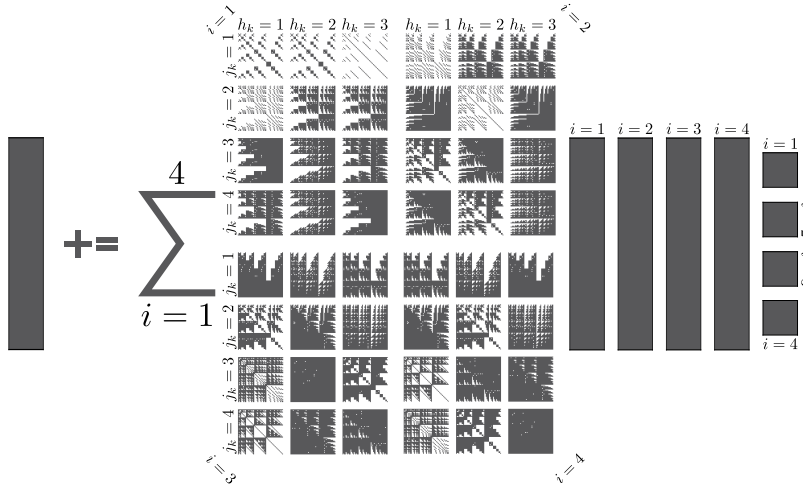 i = 1
i = 2
h_k = 1 h_k = 2 h_k = 3 h_k = 1 h_k = 2 h_k = 3
j_k = 1
j_k = 2
j_k = 3
j_k = 4
4
+= ∑
i = 1
j_k = 1
j_k = 2
j_k = 3
j_k = 4
i = 3
i = 4
i = 1 i = 2 i = 3 i = 4
i = 1
i = 4